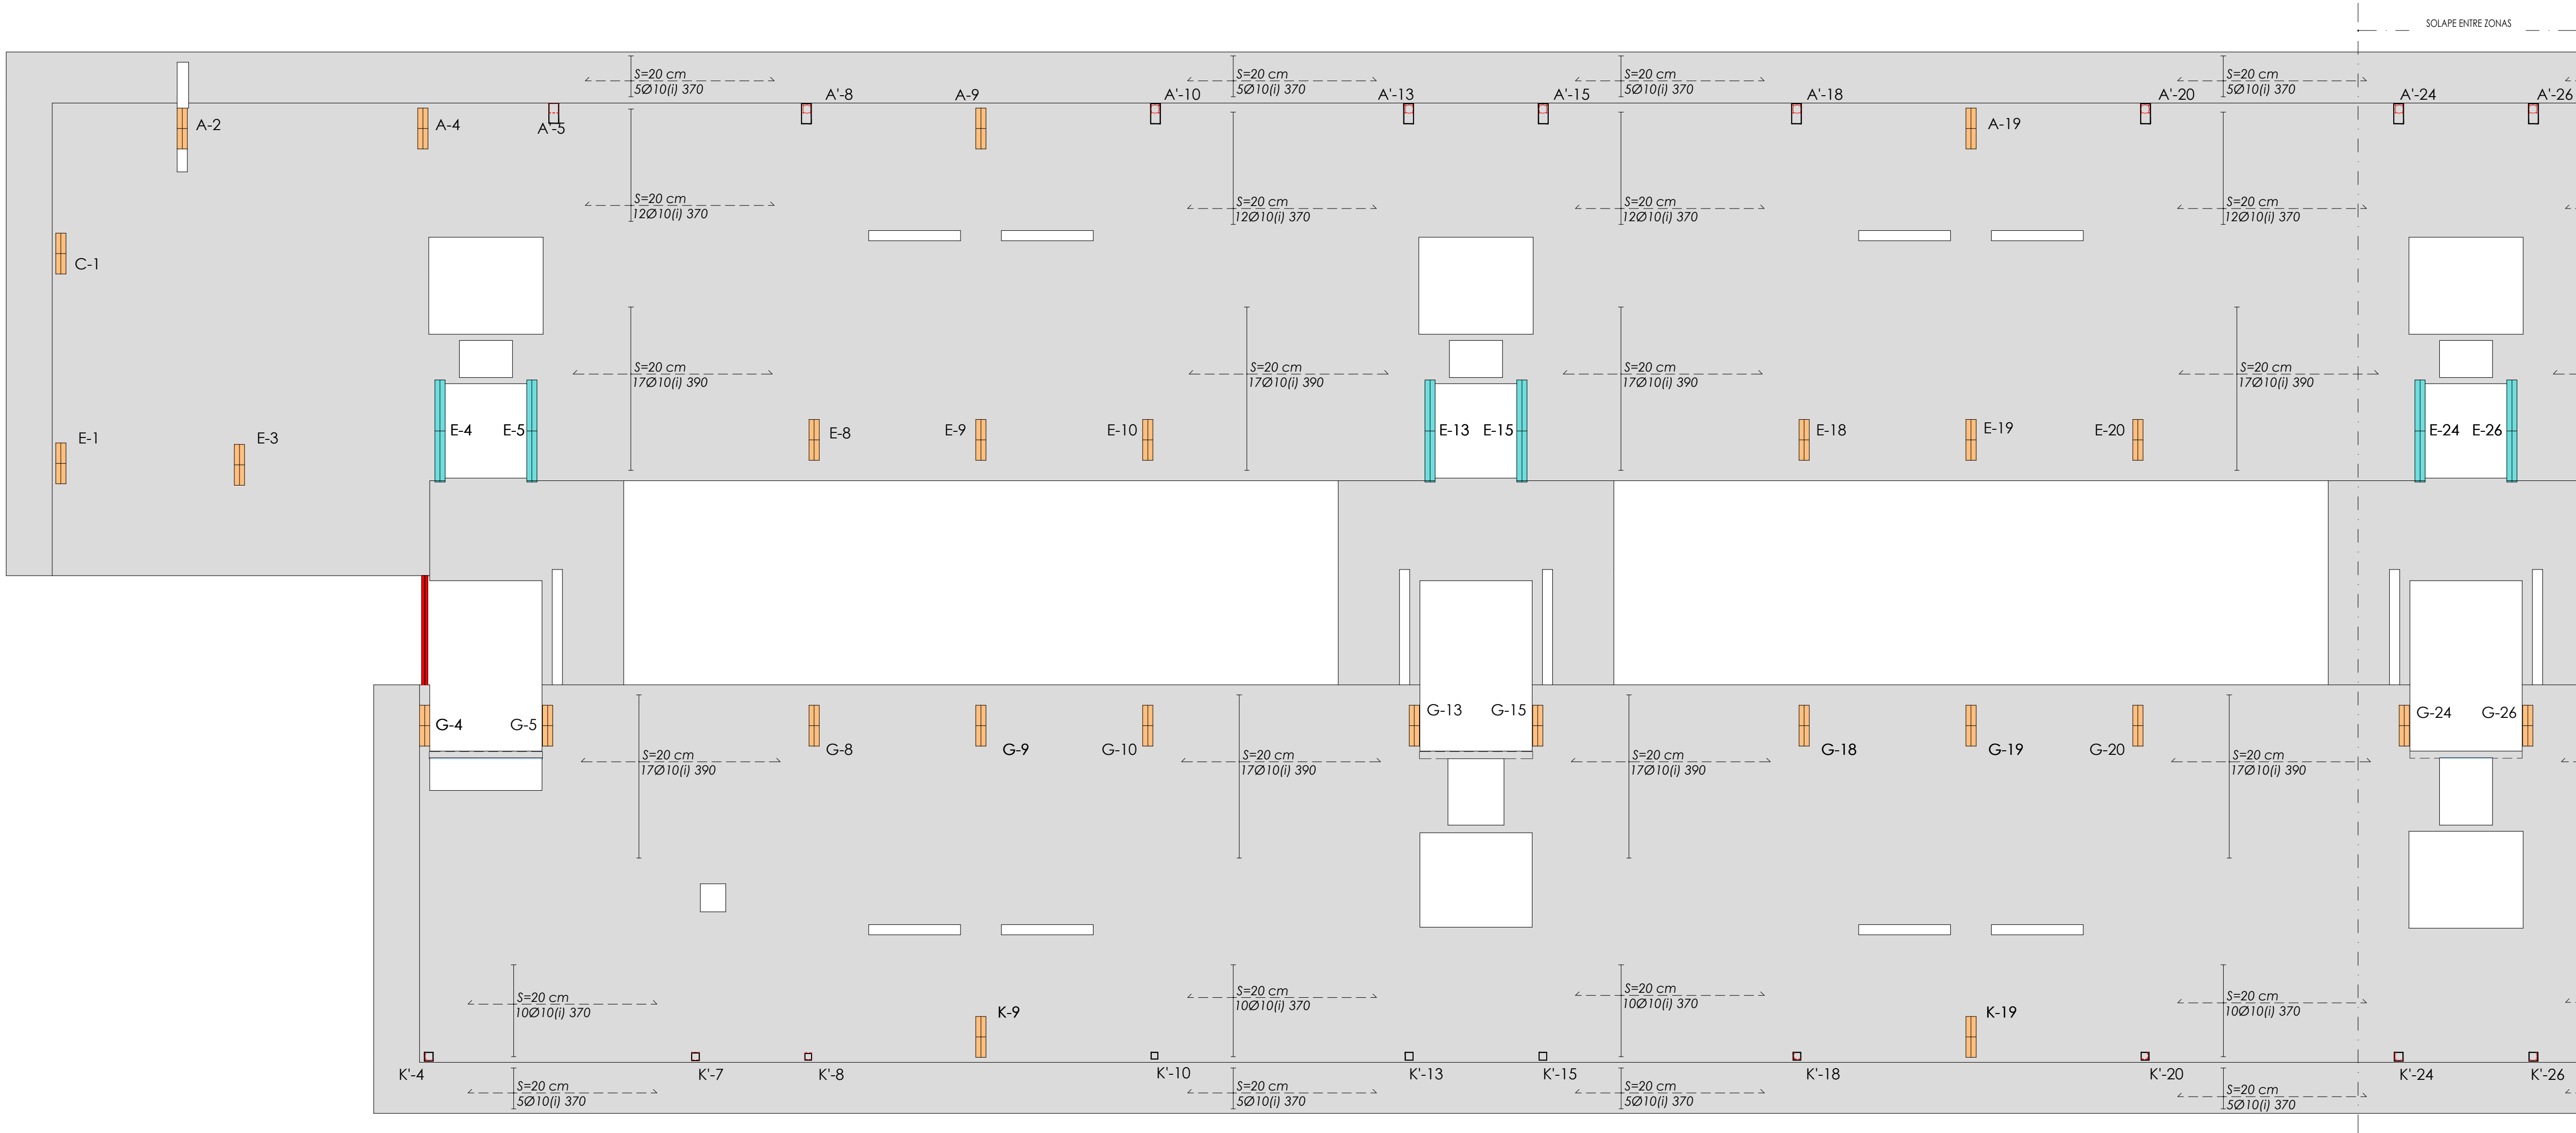 SOLAPE ENTRE ZONAS
S=20 cm
5Ø10(i) 370
S=20 cm
5Ø10(i) 370
S=20 cm
5Ø10(i) 370
S=20 cm
5Ø10(i) 370
A'-8
A-9
A'-10
A'-13
A'-15
A'-18
A'-20
A'-24
A'-26
A-2
A-4
A'-5
A-19
S=20 cm
12Ø10(i) 370
S=20 cm
12Ø10(i) 370
S=20 cm
12Ø10(i) 370
S=20 cm
12Ø10(i) 370
C-1
S=20 cm
17Ø10(i) 390
S=20 cm
17Ø10(i) 390
S=20 cm
17Ø10(i) 390
S=20 cm
17Ø10(i) 390
E-1
E-3
E-4
E-5
E-8
E-9
E-10
E-13
E-15
E-18
E-19
E-20
E-24
E-26
G-4
G-5
G-8
G-9
G-10
G-13
G-15
G-18
G-19
G-20
G-24
G-26
S=20 cm
17Ø10(i) 390
S=20 cm
17Ø10(i) 390
S=20 cm
17Ø10(i) 390
S=20 cm
17Ø10(i) 390
S=20 cm
10Ø10(i) 370
S=20 cm
10Ø10(i) 370
S=20 cm
10Ø10(i) 370
S=20 cm
10Ø10(i) 370
K-9
K-19
K'-4
K'-7
K'-8
K'-10
K'-13
K'-15
K'-18
K'-20
K'-24
K'-26
S=20 cm
5Ø10(i) 370
S=20 cm
5Ø10(i) 370
S=20 cm
5Ø10(i) 370
S=20 cm
5Ø10(i) 370